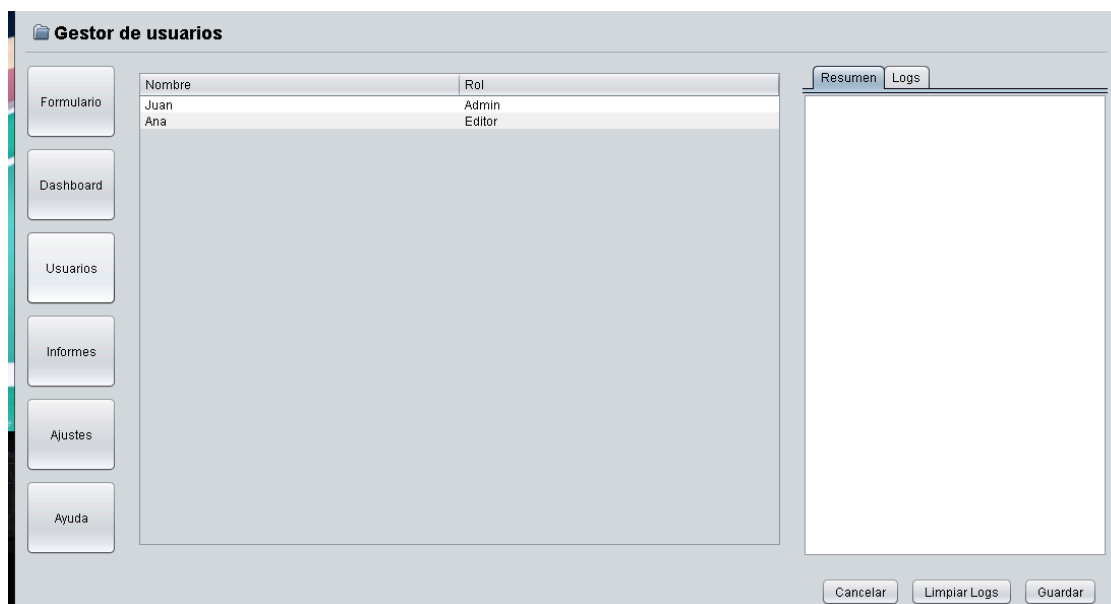 Gestor de usuarios
Formulario
Dashboard
Usuarios
Informes
Ajustes
Ayuda
Nombre Rol
Juan Admin
Ana Editor
Resumen Logs
Cancelar Limpiar Logs Guardar